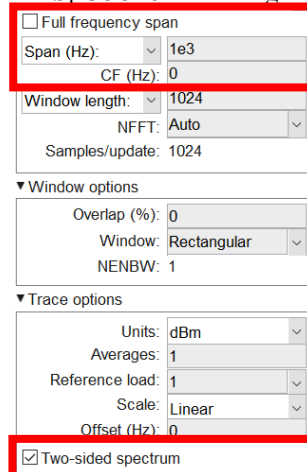 Full frequency span
Span (Hz): 1e3
CF (Hz): 0
Window length: 1024
NFFT: Auto
Samples/update: 1024
Window options
Overlap (%): 0
Window: Rectangular
NENBW: 1
Trace options
Units: dBm
Averages: 1
Reference load: 1
Scale: Linear
Offset (Hz): 0
Two-sided spectrum